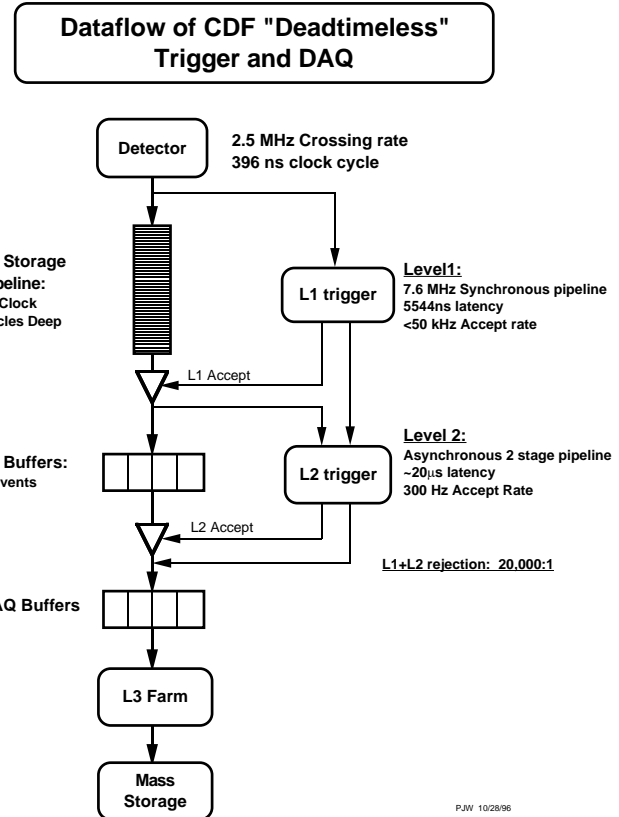 Dataflow of CDF "Deadtimeless"
Trigger and DAQ
Detector
2.5 MHz Crossing rate
396 ns clock cycle
Storage
peline:
Clock
cles Deep
L1 trigger
Level1:
7.6 MHz Synchronous pipeline
5544ns latency
<50 kHz Accept rate
L1 Accept
Buffers:
vents
L2 trigger
Level 2:
Asynchronous 2 stage pipeline
~20µs latency
300 Hz Accept Rate
L2 Accept
L1+L2 rejection: 20,000:1
AQ Buffers
L3 Farm
Mass
Storage
PJW 10/28/96